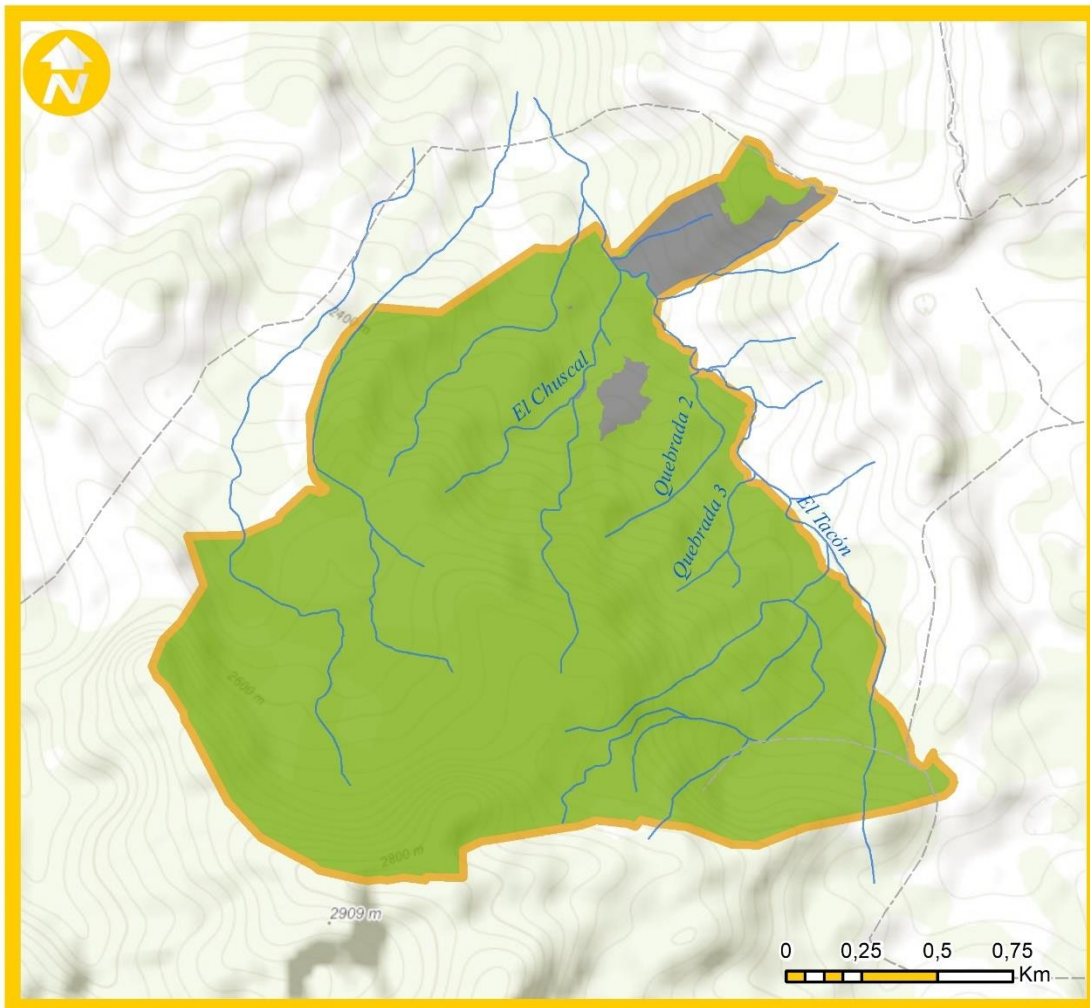 N
2400 m
El Chuscal
Quebrada 2
Quebrada 3
El Tacón
2600 m
2800 m
2909 m
0 0,25 0,5 0,75
Km